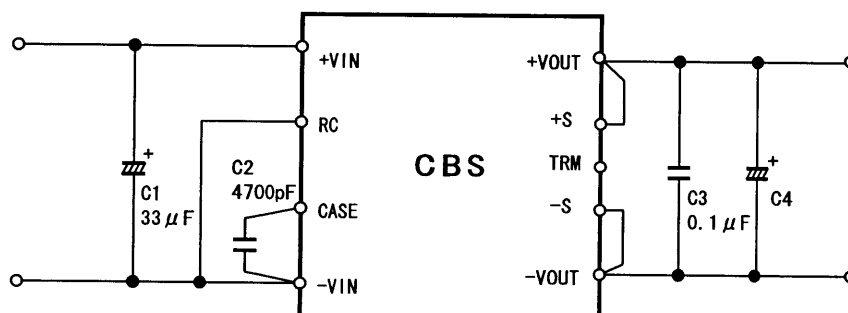 +VIN
RC
CASE
-VIN
C1
33μF
+
C2
4700pF
CBS
+VOUT
+S
TRM
-S
-VOUT
C3
0.1μF
+
C4